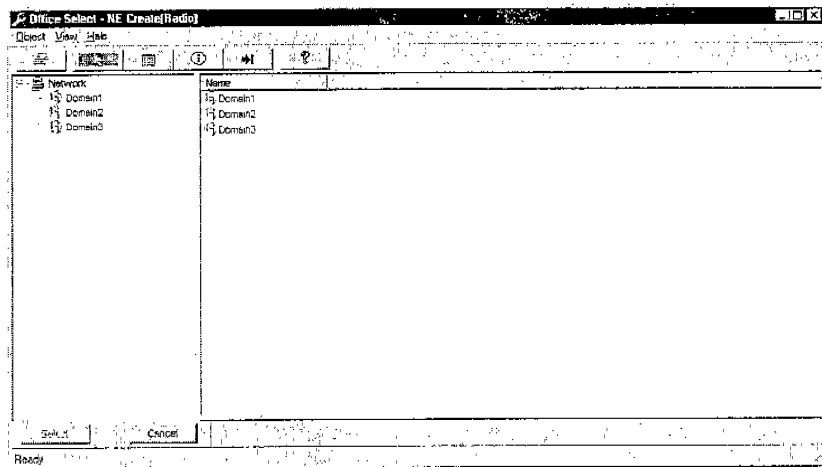 Office Select - NE Create(Radio)
Object View Help
Network
Domain1
Domain2
Domain3
Name
Domain1
Domain2
Domain3
Select
Cancel
Ready